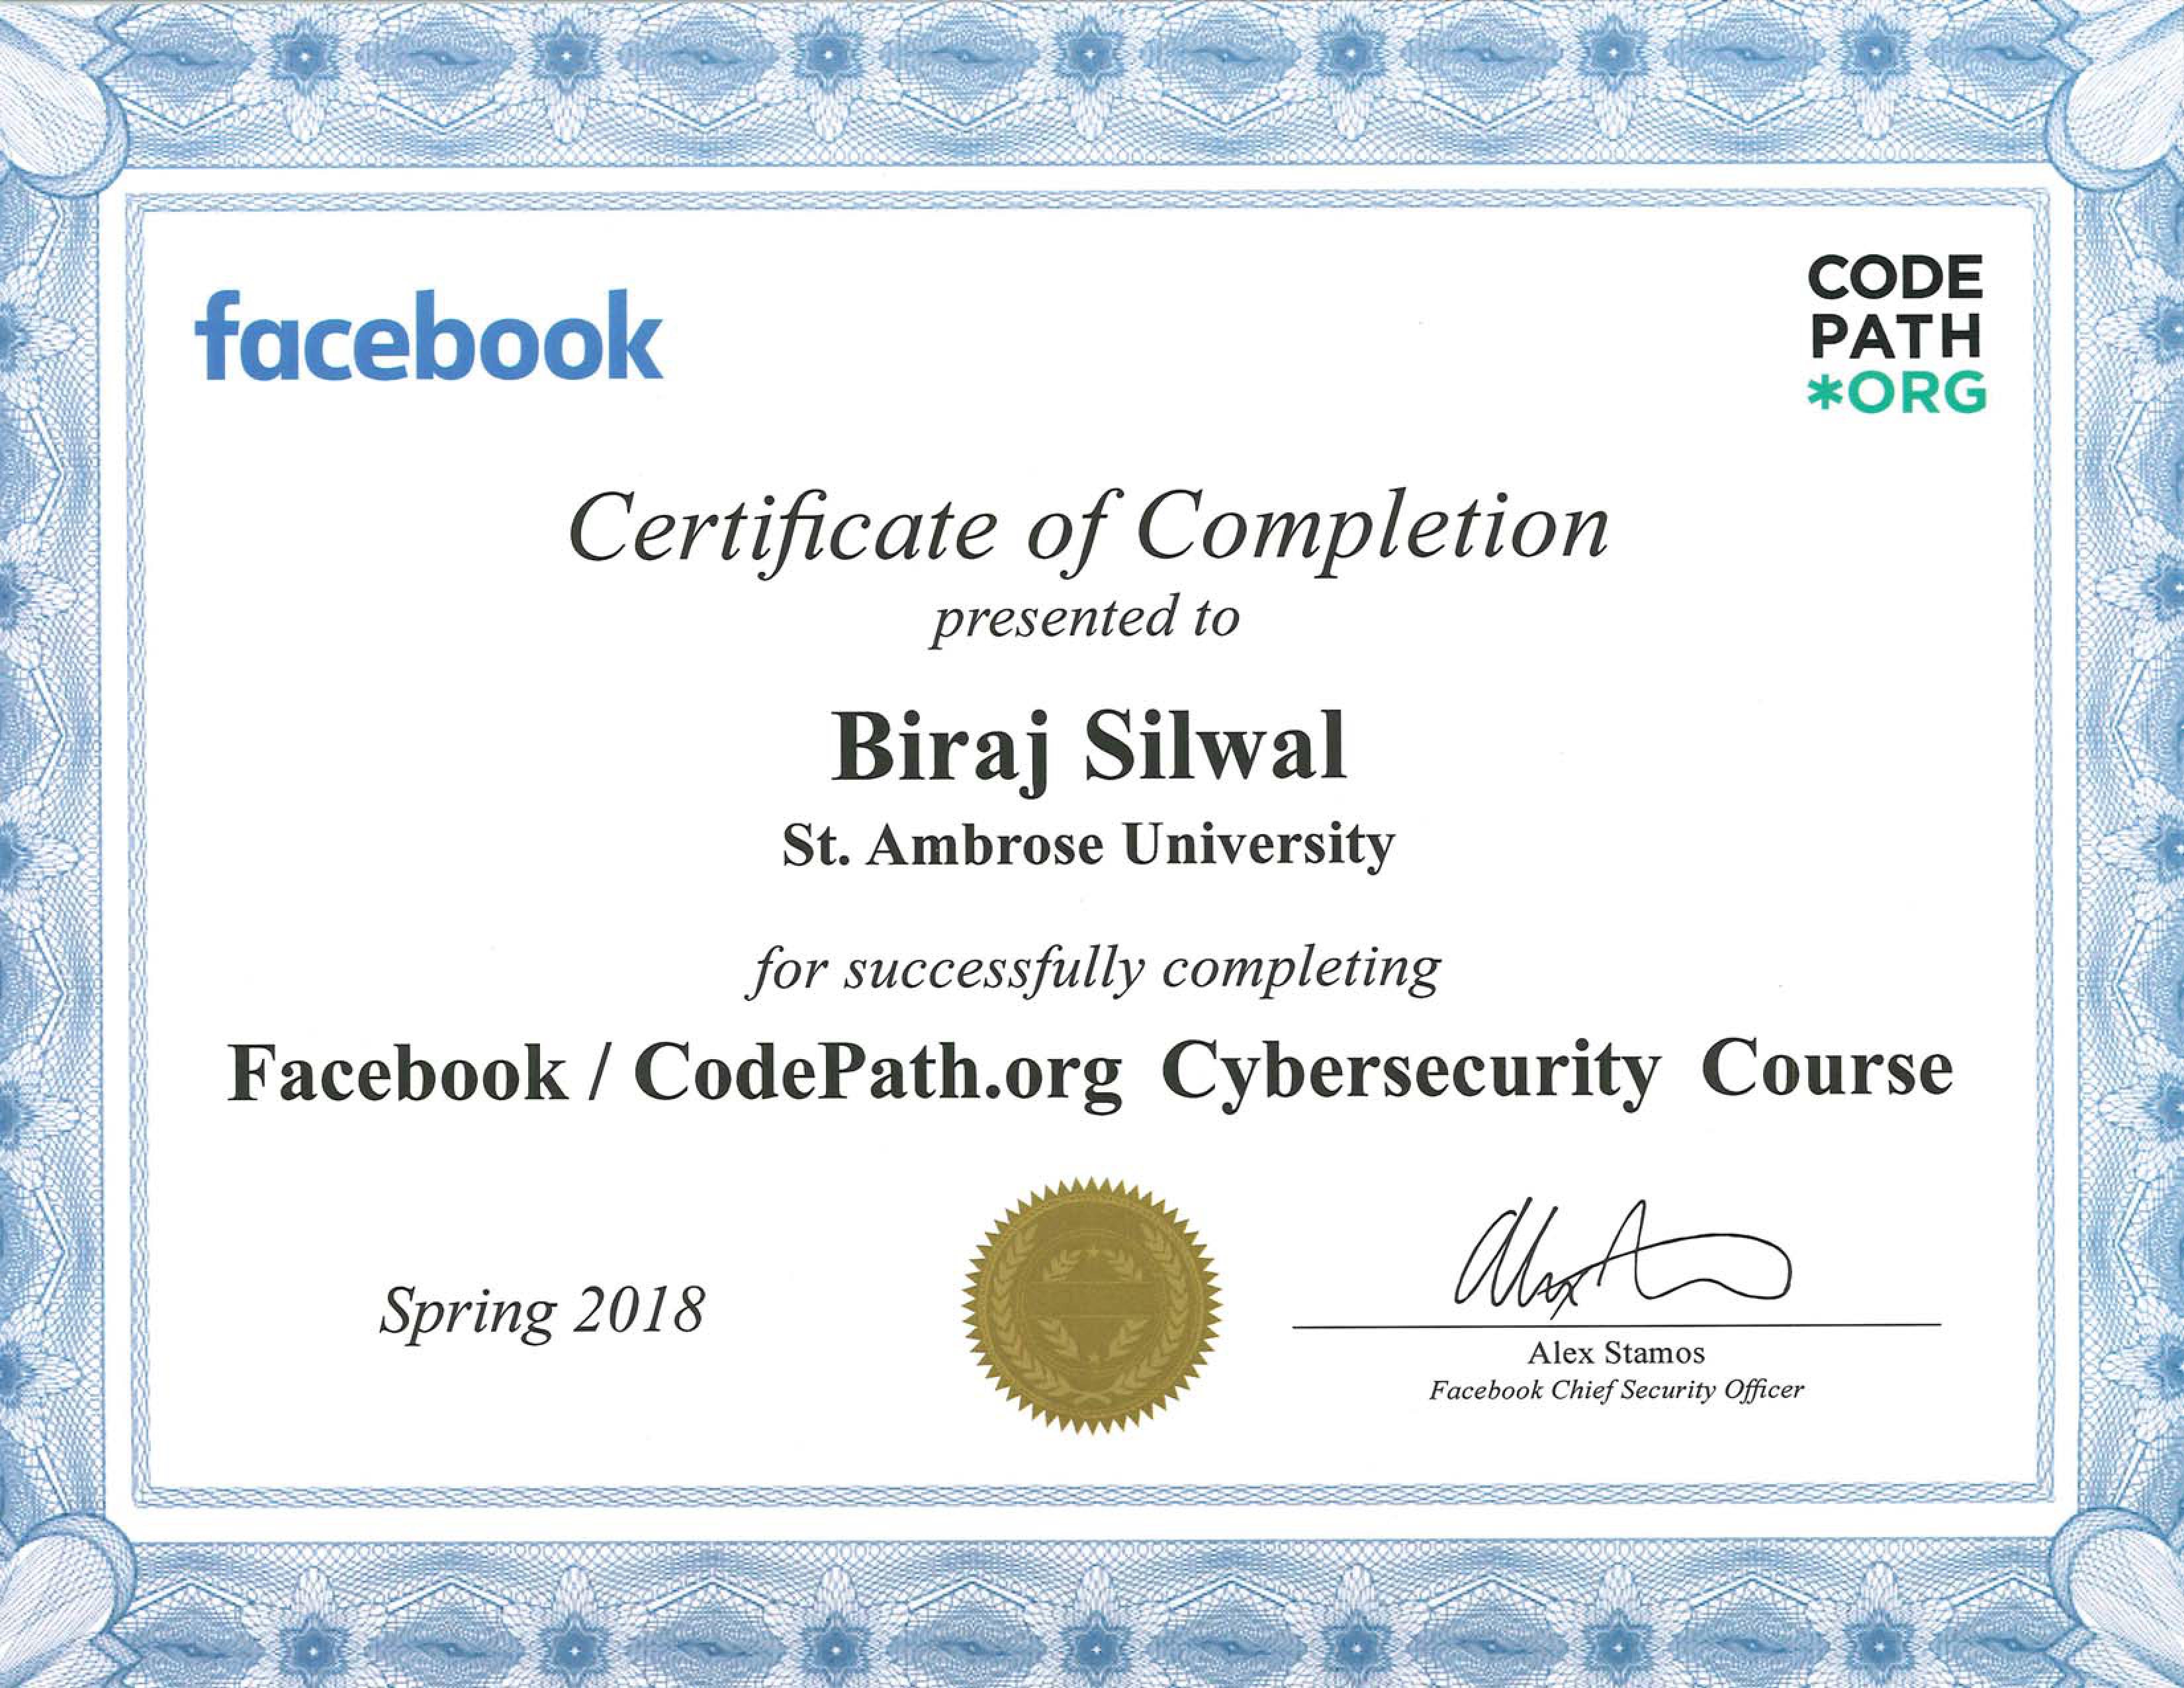 facebook
CODE
PATH
*ORG
Certificate of Completion
presented to
Biraj Silwal
St. Ambrose University
for successfully completing
Facebook / CodePath.org Cybersecurity Course
Spring 2018
Alex Stamos
Facebook Chief Security Officer